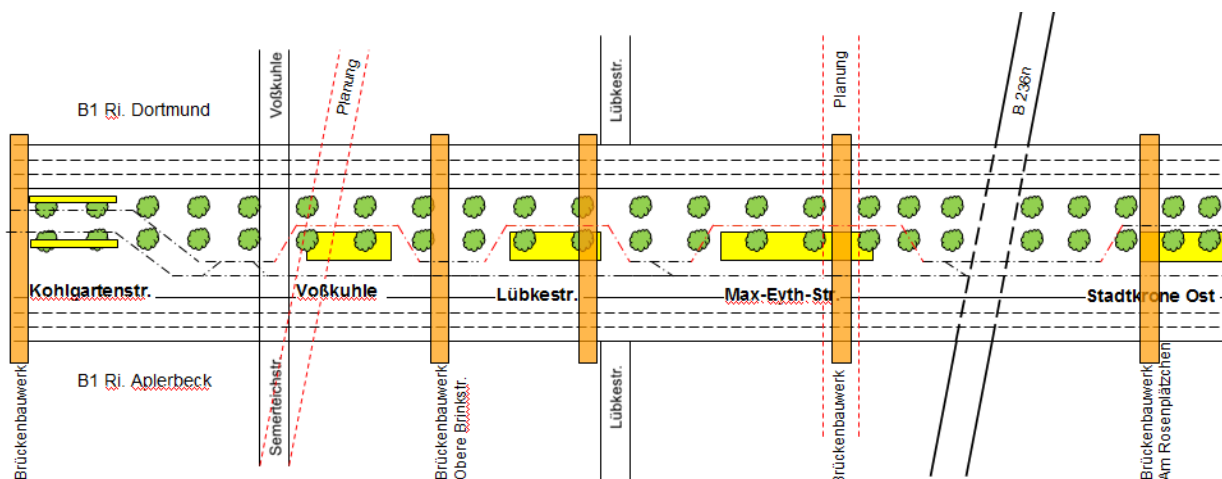 B 236n
Voßkuhle
Planung
Lübkestr.
Planung
B1 Ri. Dortmund
Kohlgartenstr.
Voßkuhle
Lübkestr.
Max-Eyth-Str.
Stadtkrone Ost
B1 Ri. Aplerbeck
Brückenbauwerk
Semerteichstr.
Brückenbauwerk
Obere Brinkstr.
Lübkestr.
Brückenbauwerk
Brückenbauwerk
Am Rosenplätzchen